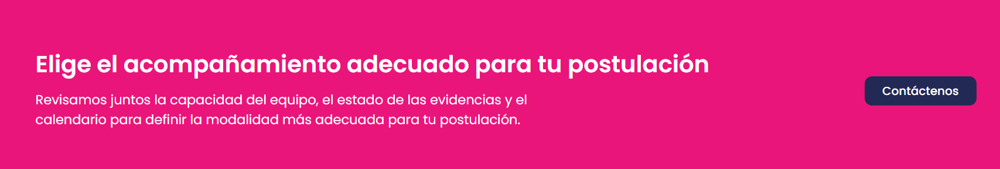 Elige el acompañamiento adecuado para tu postulación
Revisamos juntos la capacidad del equipo, el estado de las evidencias y el
calendario para definir la modalidad más adecuada para tu postulación.
Contáctenos